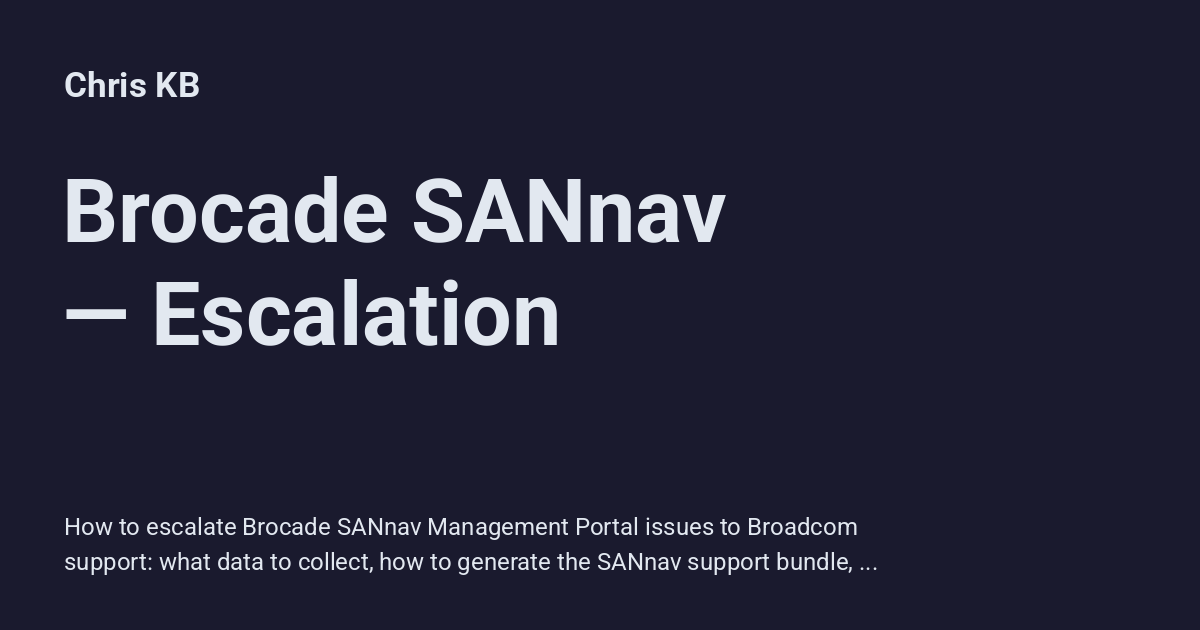 Chris KB
Brocade SANnav
— Escalation
How to escalate Brocade SANnav Management Portal issues to Broadcom
support: what data to collect, how to generate the SANnav support bundle, ...